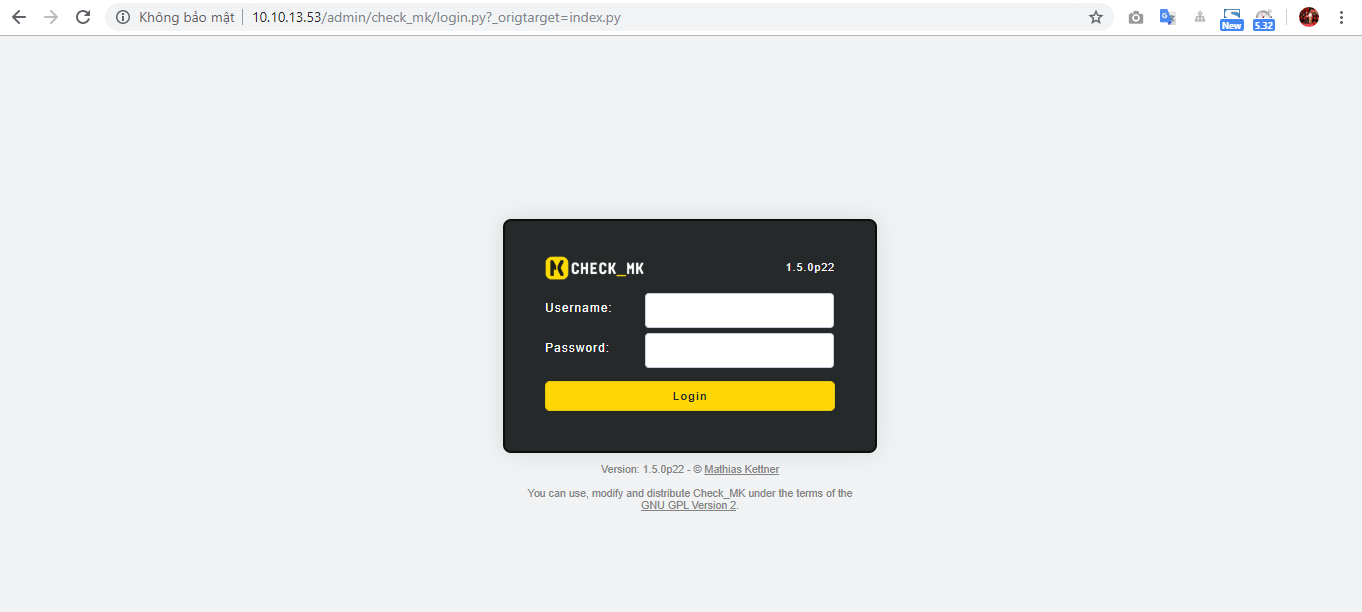 Không bảo mật 10.10.13.53/admin/check_mk/login.py?_origtarget=index.py
New 5.32
CHECK_MK 1.5.0p22
Username:
Password:
Login
Version: 1.5.0p22 - © Mathias Kettner
You can use, modify and distribute Check_MK under the terms of the
GNU GPL Version 2.